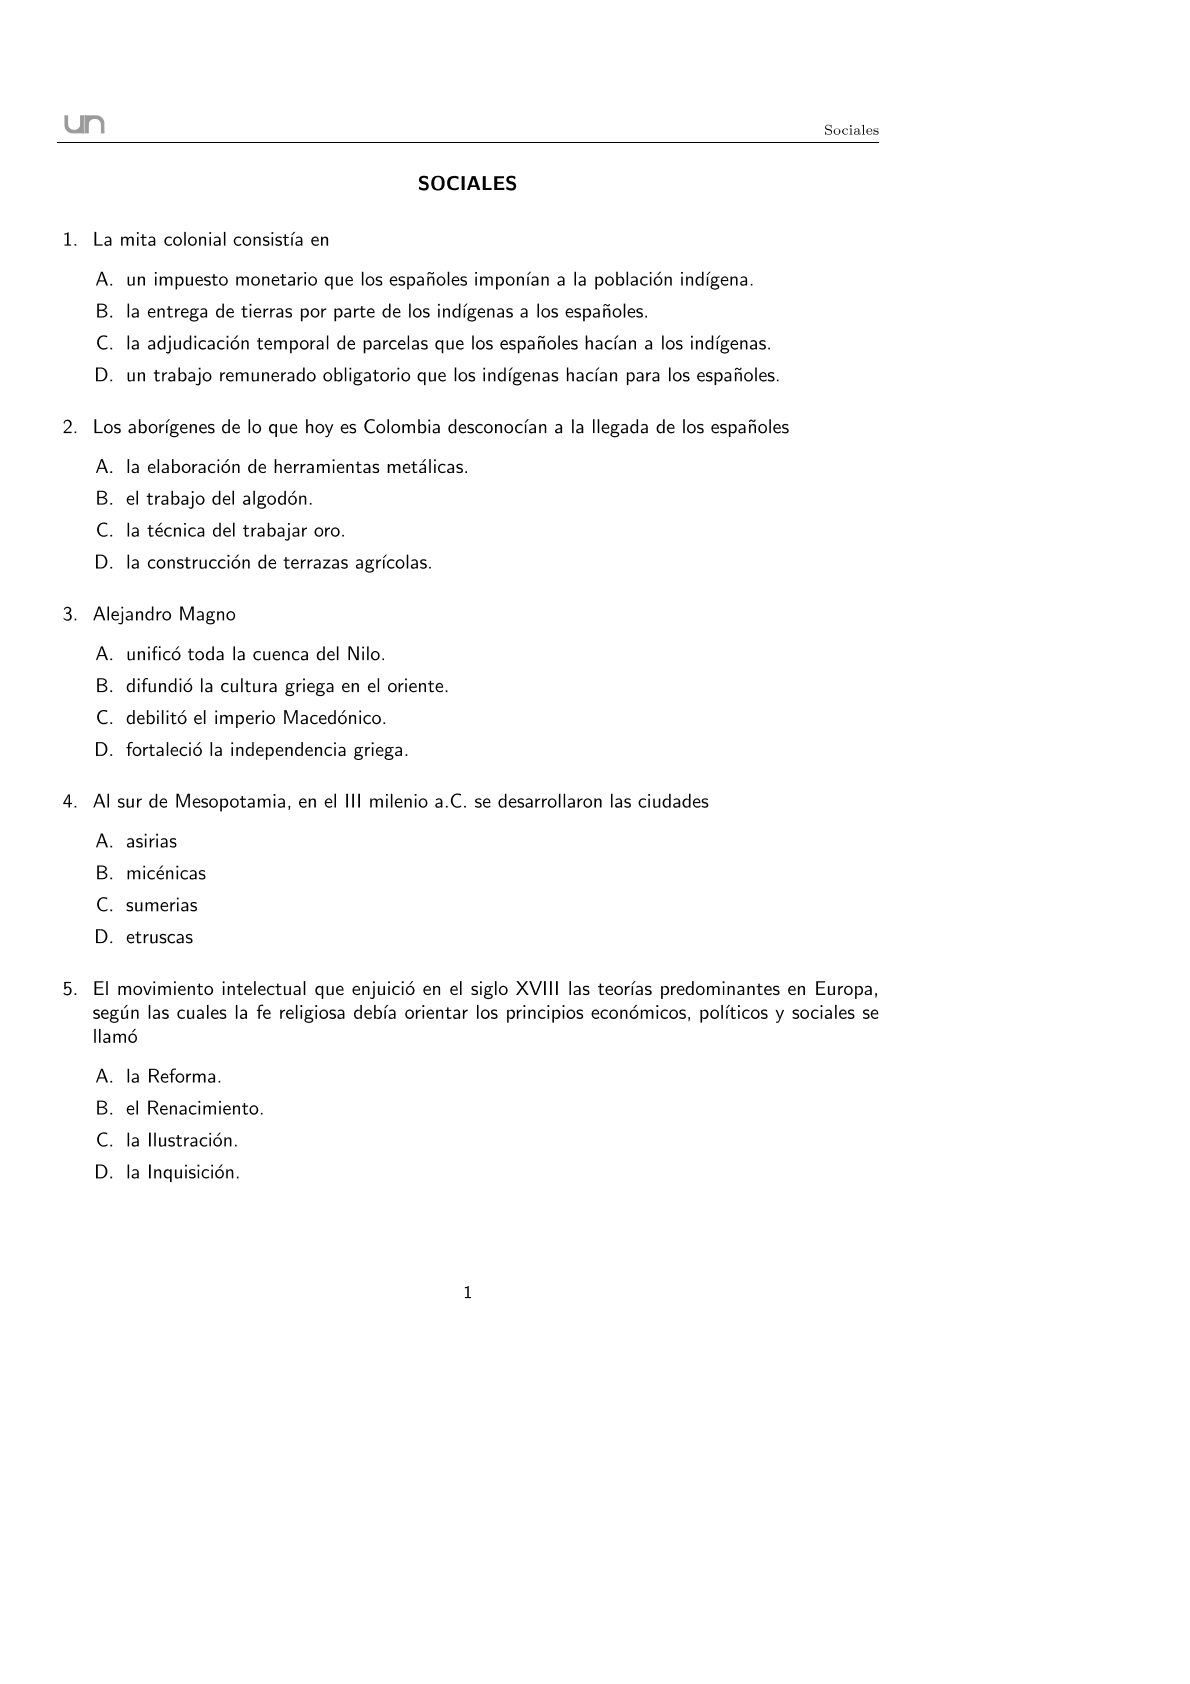 un
Sociales
SOCIALES
1. La mita colonial consistía en
A. un impuesto monetario que los españoles imponían a la población indígena.
B. la entrega de tierras por parte de los indígenas a los españoles.
C. la adjudicación temporal de parcelas que los españoles hacían a los indígenas.
D. un trabajo remunerado obligatorio que los indígenas hacían para los españoles.
2. Los aborígenes de lo que hoy es Colombia desconocían a la llegada de los españoles
A. la elaboración de herramientas metálicas.
B. el trabajo del algodón.
C. la técnica del trabajar oro.
D. la construcción de terrazas agrícolas.
3. Alejandro Magno
A. unificó toda la cuenca del Nilo.
B. difundió la cultura griega en el oriente.
C. debilitó el imperio Macedónico.
D. fortaleció la independencia griega.
4. Al sur de Mesopotamia, en el III milenio a.C. se desarrollaron las ciudades
A. asirias
B. micénicas
C. sumerias
D. etruscas
5. El movimiento intelectual que enjuició en el siglo XVIII las teorías predominantes en Europa,
según las cuales la fe religiosa debía orientar los principios económicos, políticos y sociales se
llamó
A. la Reforma.
B. el Renacimiento.
C. la Ilustración.
D. la Inquisición.
1